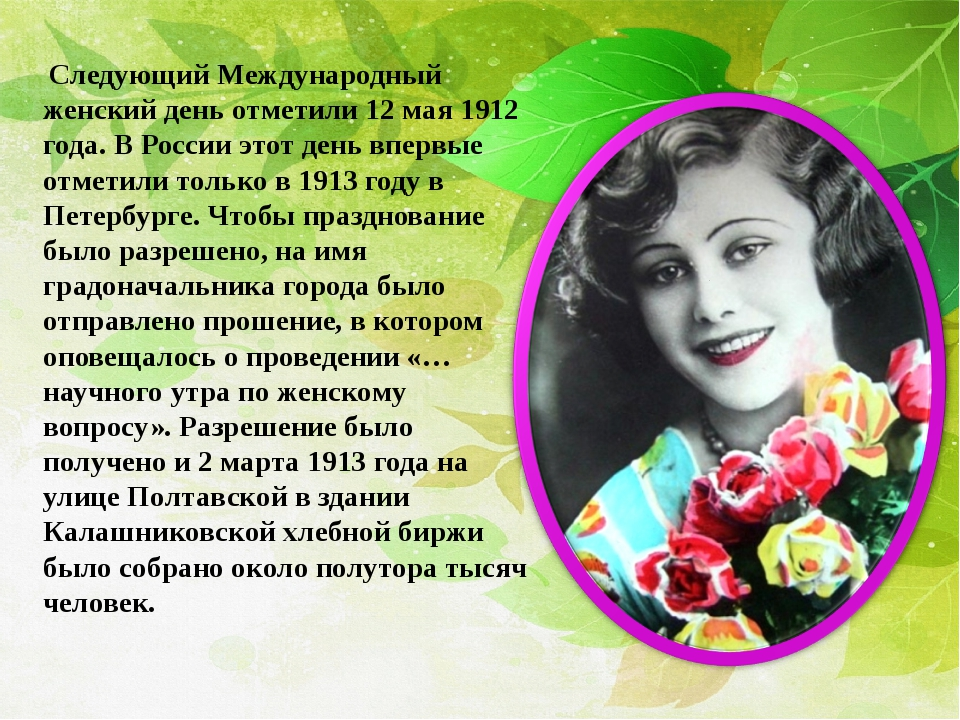 Следующий Международный
женский день отметили 12 мая 1912
года. В России этот день впервые
отметили только в 1913 году в
Петербурге. Чтобы празднование
было разрешено, на имя
градоначальника города было
отправлено прошение, в котором
оповещалось о проведении «…
научного утра по женскому
вопросу». Разрешение было
получено и 2 марта 1913 года на
улице Полтавской в здании
Калашниковской хлебной биржи
было собрано около полутора тысяч
человек.